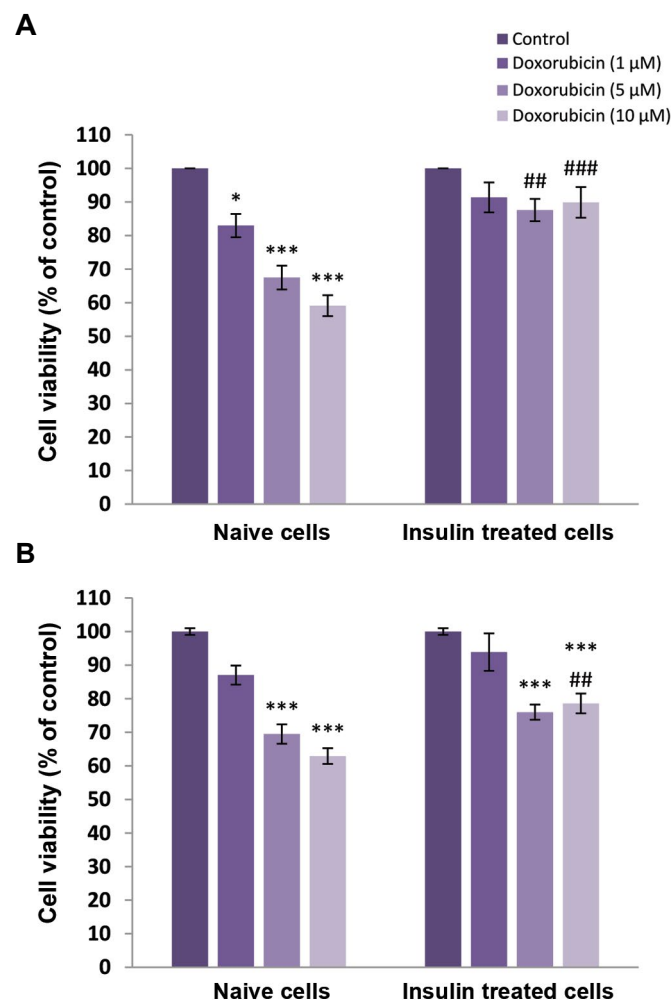 A
Control
Doxorubicin (1 µM)
Doxorubicin (5 µM)
Doxorubicin (10 µM)
Cell viability (% of control)
110
100
90
80
70
60
50
40
30
20
10
0
*
***
***
##
###
Naive cells
Insulin treated cells
B
Cell viability (% of control)
110
100
90
80
70
60
50
40
30
20
10
0
***
***
***
***
##
Naive cells
Insulin treated cells